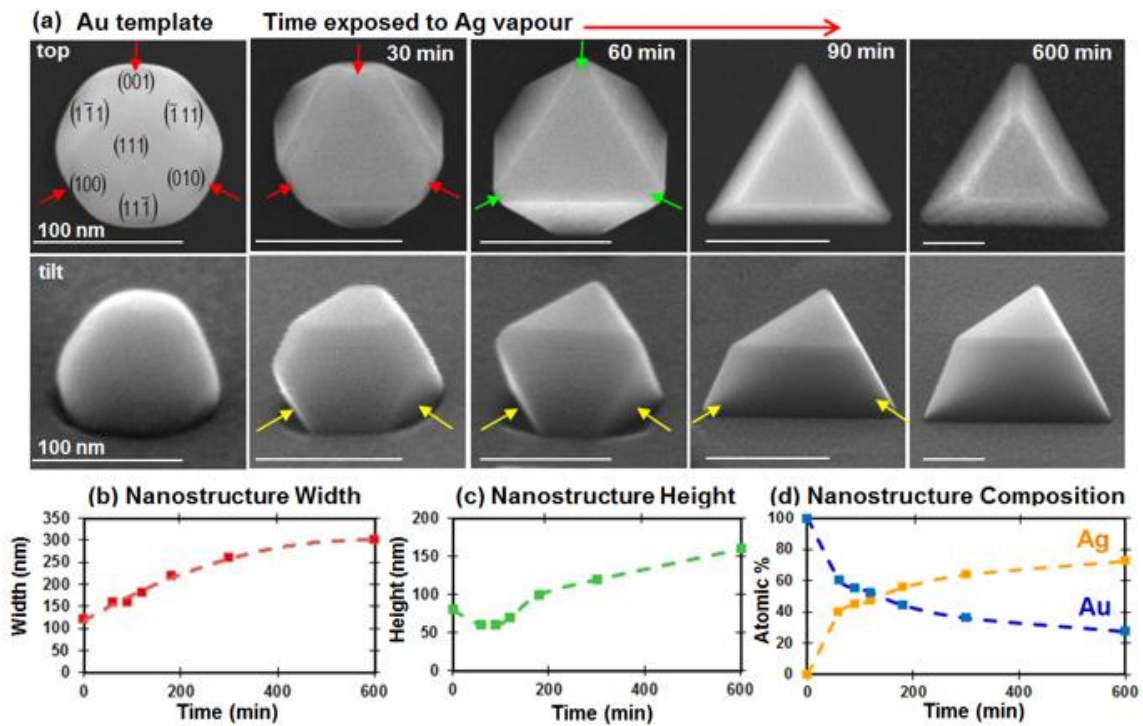 (a) Au template Time exposed to Ag vapour
top 30 min 60 min 90 min 600 min
(001)
(11̄1) (1̄11)
(111)
(100) (010)
(111̄)
100 nm
tilt
100 nm
(b) Nanostructure Width (c) Nanostructure Height (d) Nanostructure Composition
Width (nm)
350
300
250
200
150
100
50
0
0 200 400 600
Time (min)
Height (nm)
200
150
100
50
0
0 200 400 600
Time (min)
Atomic %
100
80
60
40
20
0
Ag
Au
0 200 400 600
Time (min)